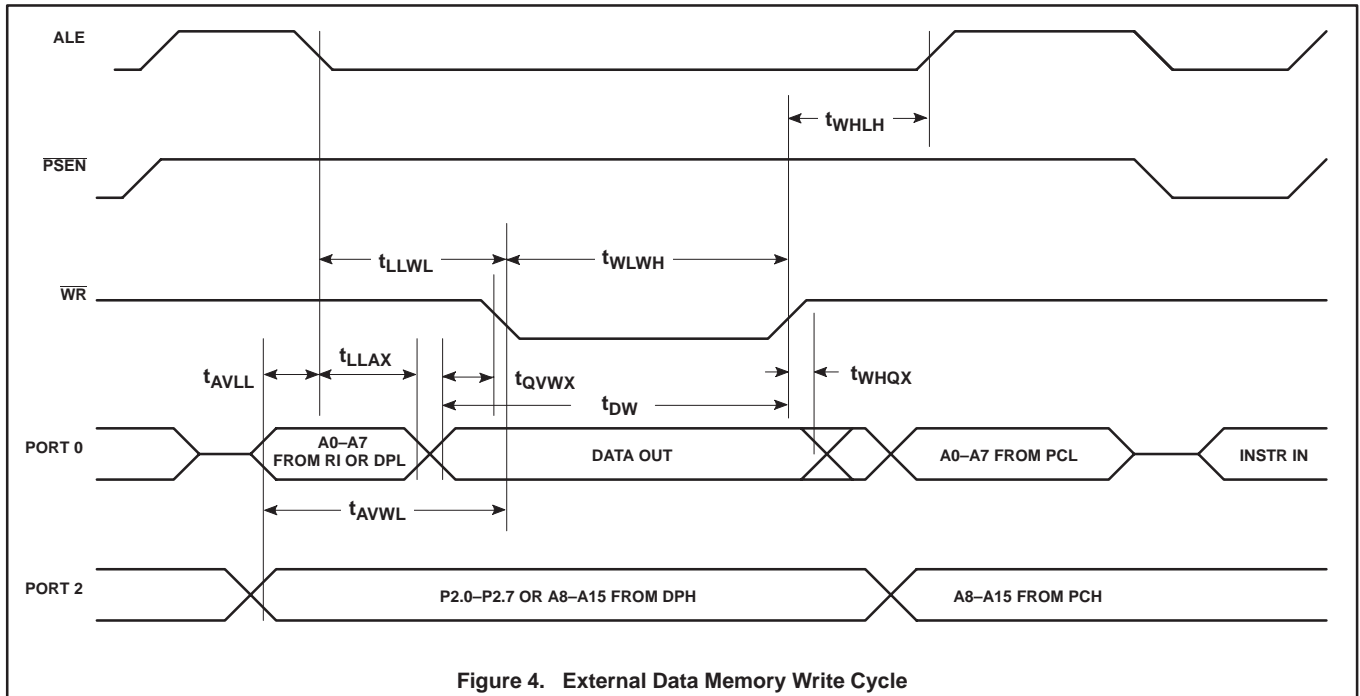 ALE
tWHLH
PSEN
tLLWL
tWLWH
WR
tLLAX
tAVLL
tQVWX
tWHQX
tDW
PORT 0
A0–A7
FROM RI OR DPL
DATA OUT
A0–A7 FROM PCL
INSTR IN
tAVWL
PORT 2
P2.0–P2.7 OR A8–A15 FROM DPH
A8–A15 FROM PCH
Figure 4. External Data Memory Write Cycle